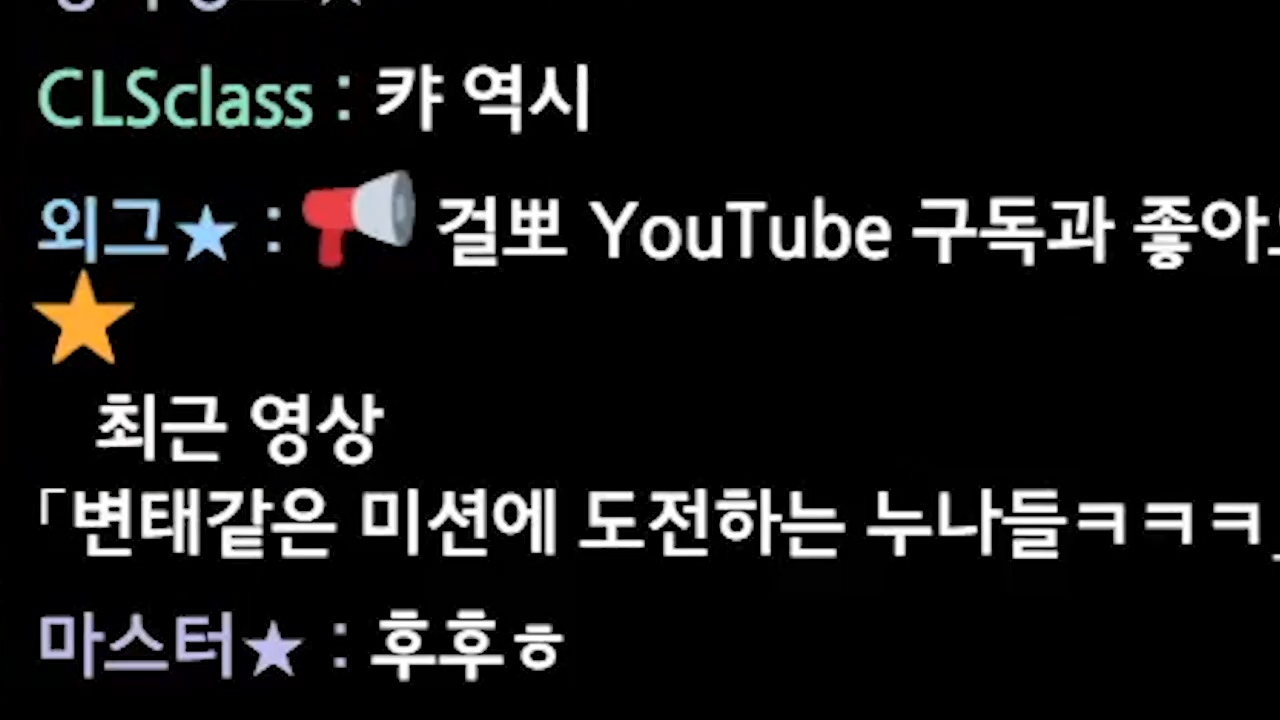 CLSclass : 캬 역시
외그★ : 📢 걸뽀 YouTube 구독과 좋아
★
최근 영상
「변태같은 미션에 도전하는 누나들ㅋㅋㅋ」
마스터★ : 후후ㅎ